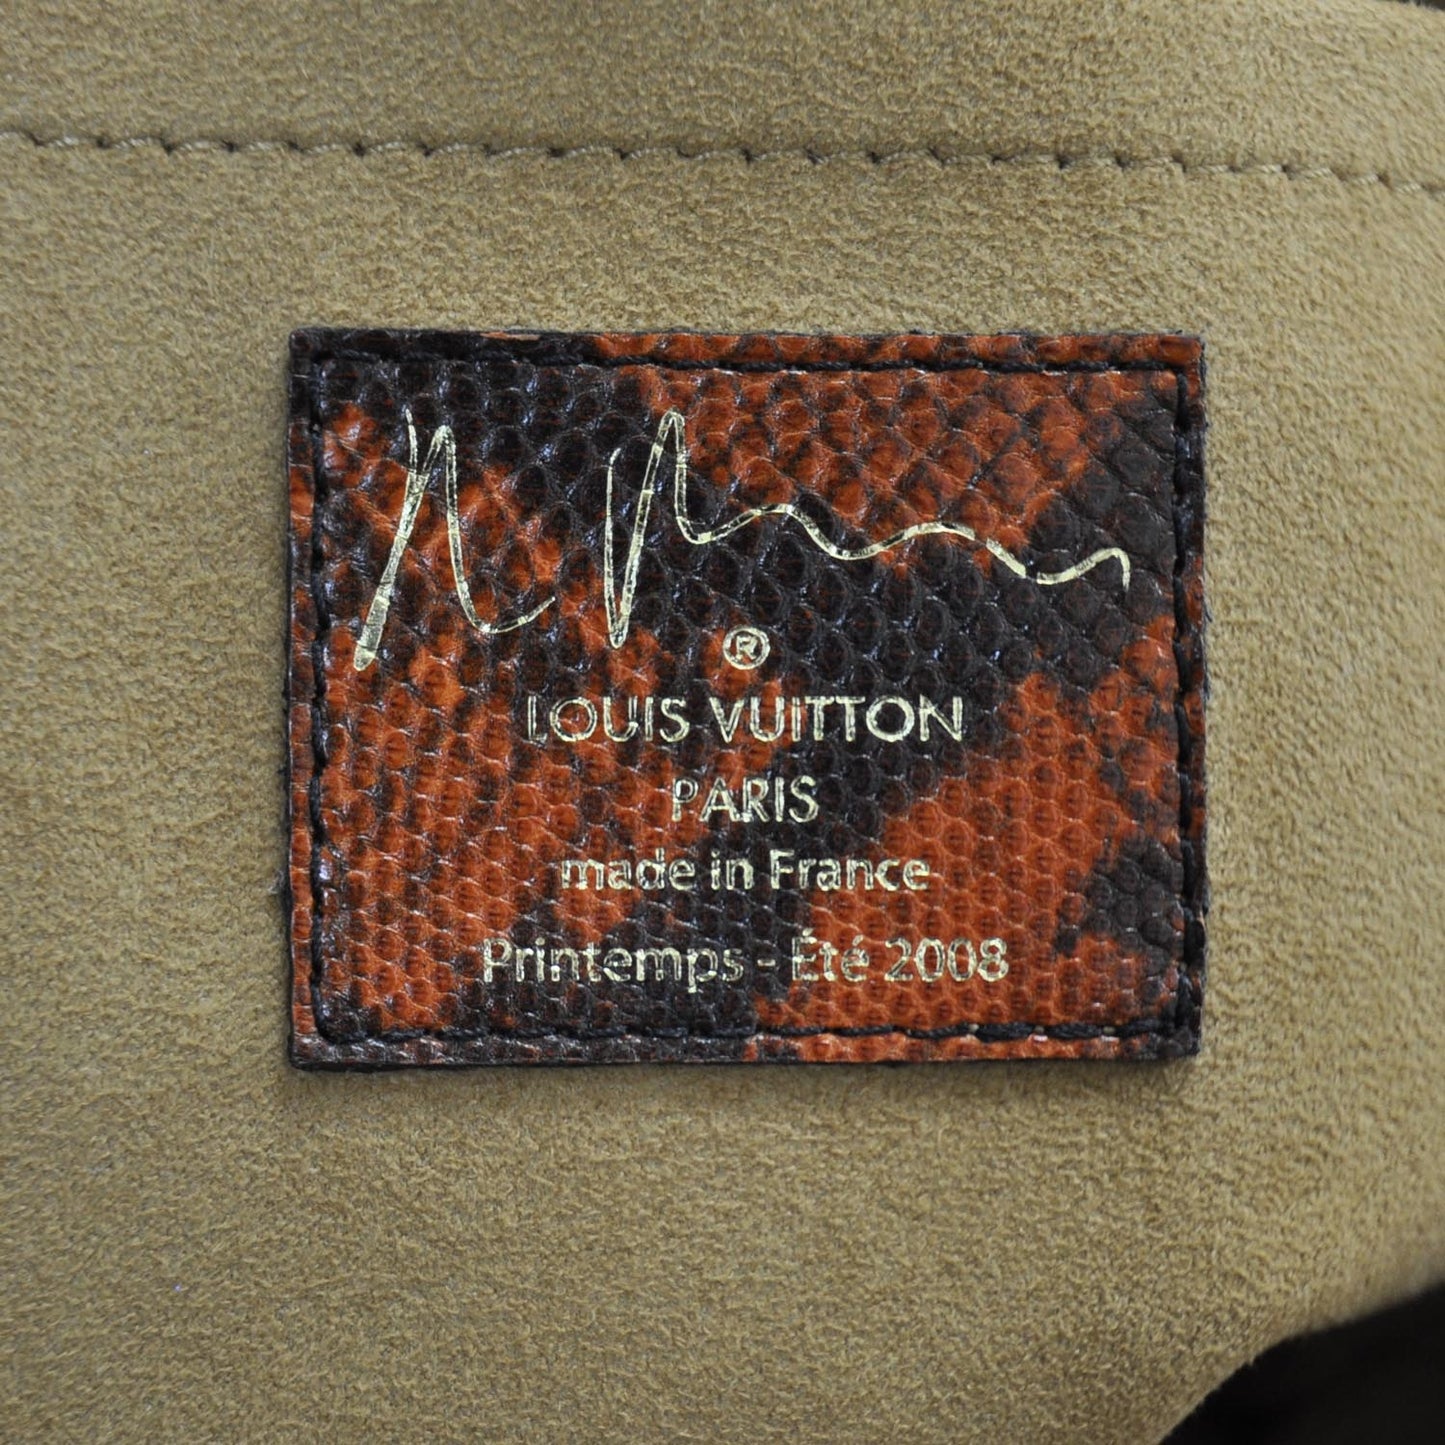 ®
LOUIS VUITTON
PARIS
made in France
Printemps - Été 2008